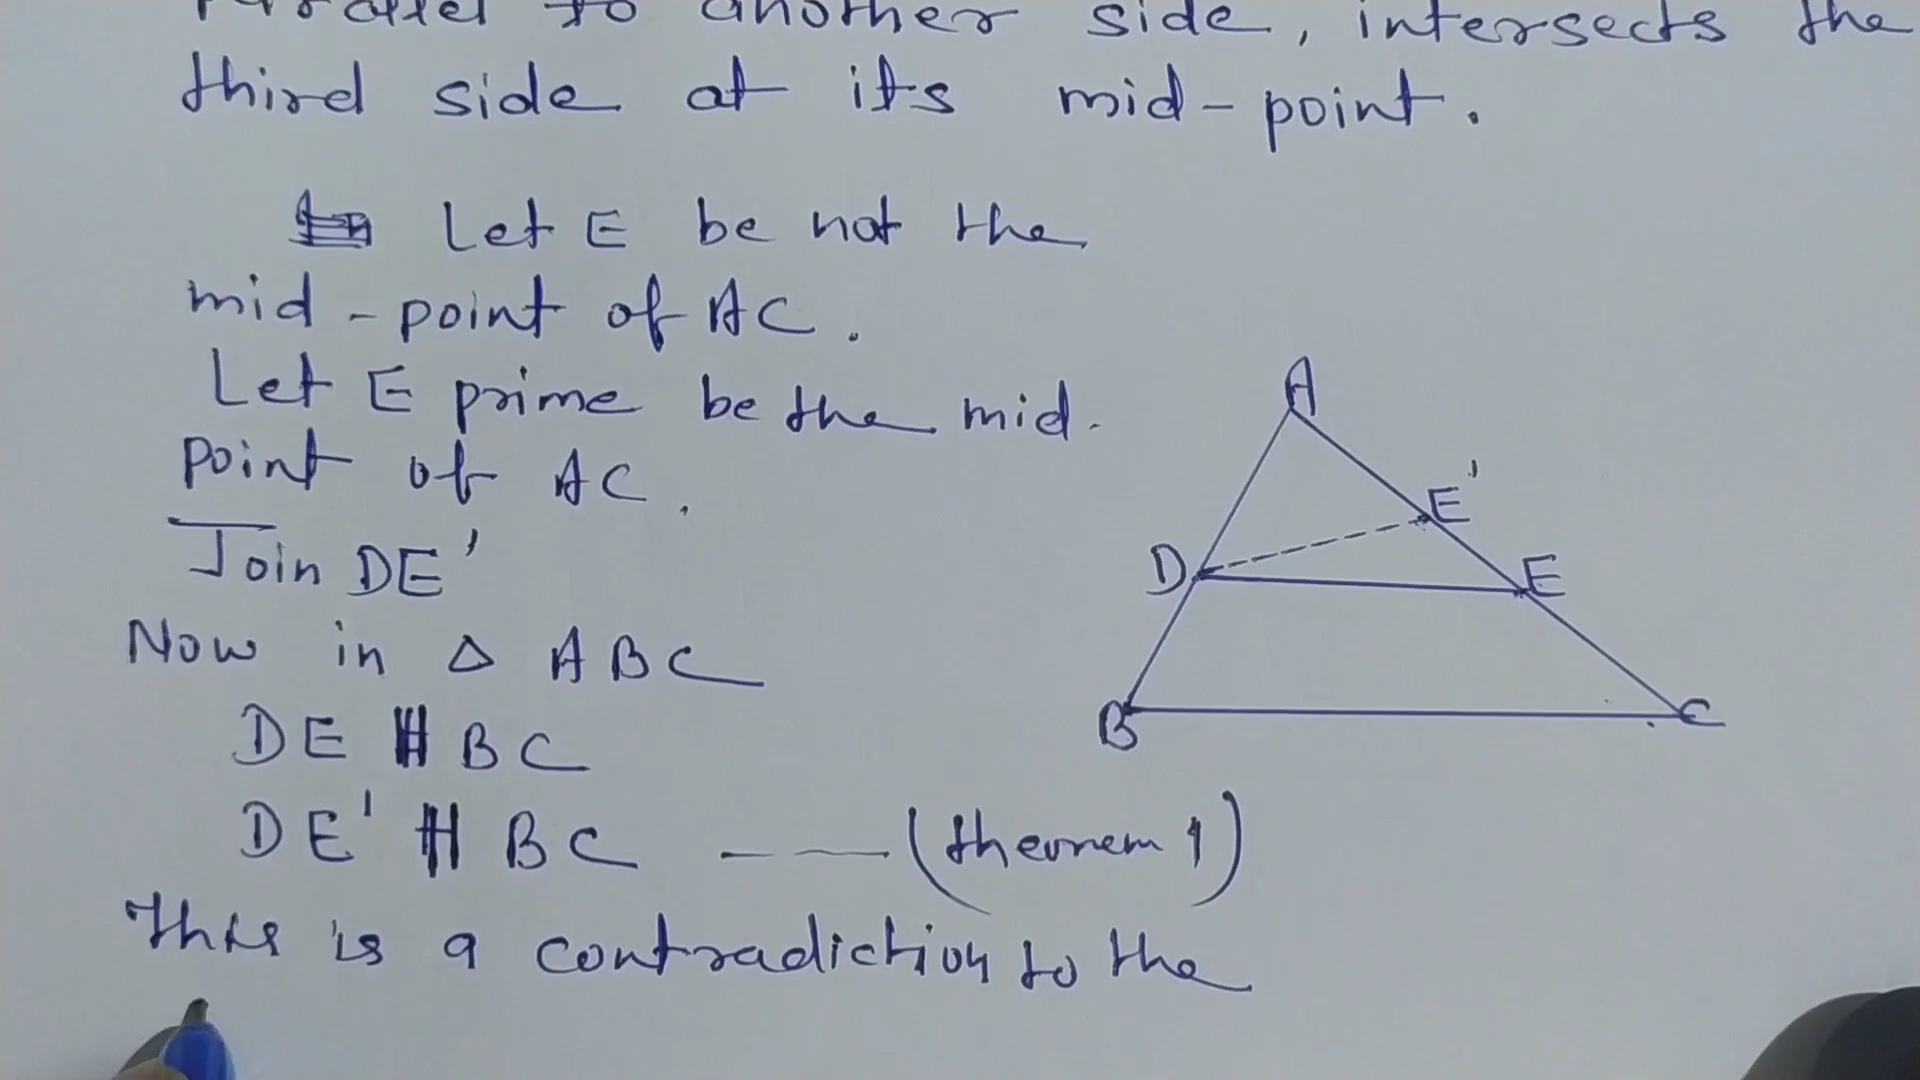 parallel to another side, intersects the
third side at its mid-point.
Let E be not the
mid-point of AC.
Let E prime be the mid-
point of AC.
Join DE'
Now in △ ABC
DE || BC
DE' || BC ——— (theorem 1)
This is a contradiction to the
A
E'
D
E
B
C